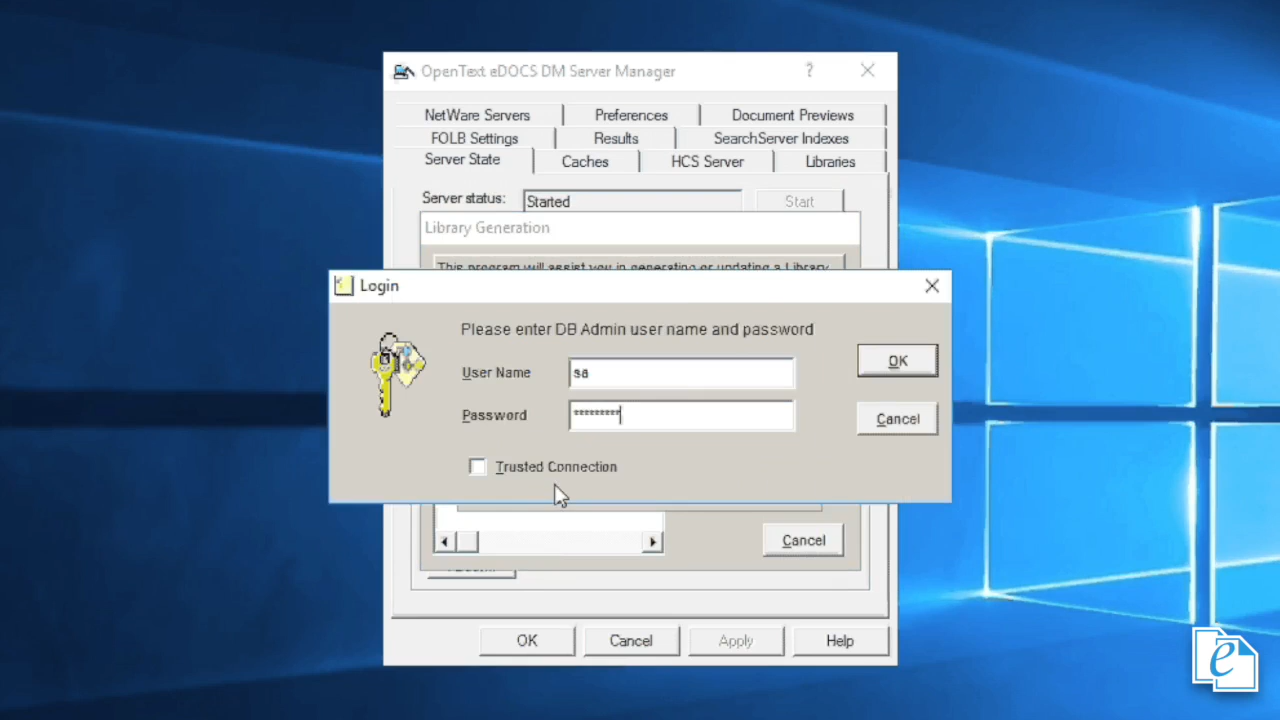 OpenText eDOCS DM Server Manager ?
NetWare Servers Preferences Document Previews
FOLB Settings Results SearchServer Indexes
Server State Caches HCS Server Libraries
Server status: Started Start
Library Generation
This program will assist you in generating or updating a Library
Login
Please enter DB Admin user name and password
User Name sa
OK
Password *********
Cancel
Trusted Connection
Cancel
OK Cancel Apply Help
e